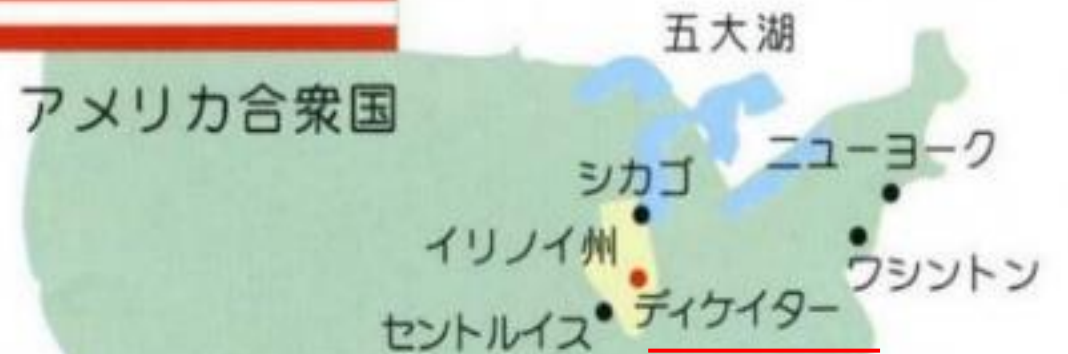 五大湖
アメリカ合衆国
ニューヨーク
シカゴ
イリノイ州
ワシントン
ディケイター
セントルイス